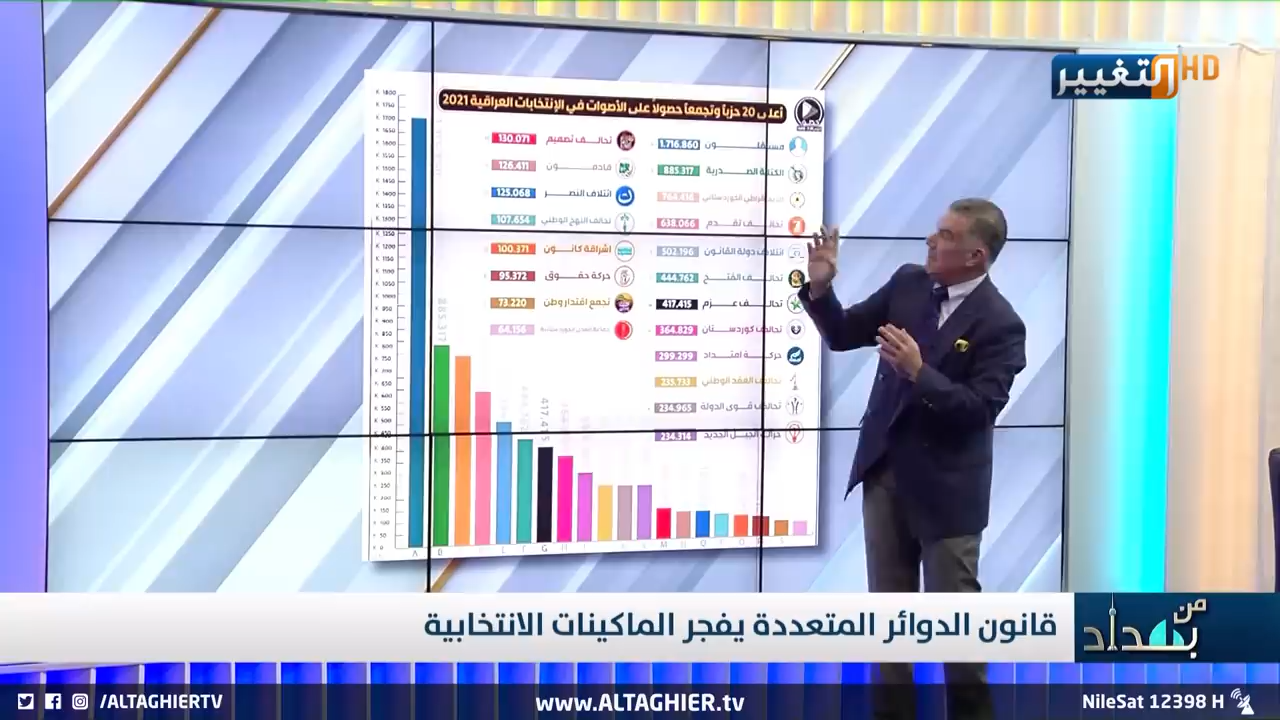 التغيير HD
أعلى 20 حزباً وتجمعاً حصولاً على الأصوات في الإنتخابات العراقية 2021
مستقلون 1.716.860
الكتلة الصدرية 885.317
تحالف تقدم 638.066
ائتلاف دولة القانون 502.196
تحالف الفتح 444.762
تحالف عزم 417.415
تحالف كوردستان 364.829
حركة امتداد 299.299
تحالف العقد الوطني 235.733
تحالف قوى الدولة 234.965
حراك الجيل الجديد 234.314
تحالف تصميم 130.071
قادمون 126.411
ائتلاف النصر 125.068
تحالف النهج الوطني 107.654
اشراقة كانون 100.371
حركة حقوق 95.372
تجمع اقتدار وطن 73.220
64.156
885.317
417.415
من بغداد
قانون الدوائر المتعددة يفجر الماكينات الانتخابية
/ALTAGHIERTV
www.ALTAGHIER.tv
NileSat 12398 H